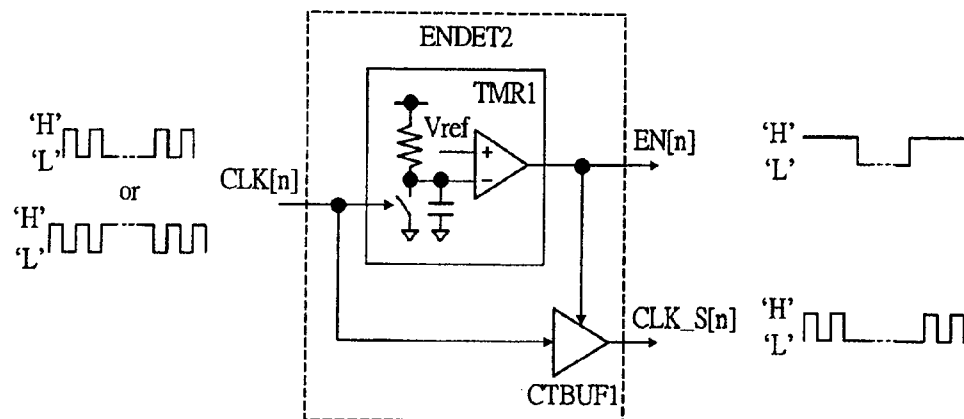 ENDET2
TMR1
Vref
+
−
‘H’
‘L’
or
‘H’
‘L’
CLK[n]
EN[n]
‘H’
‘L’
CLK_S[n]
‘H’
‘L’
CTBUF1